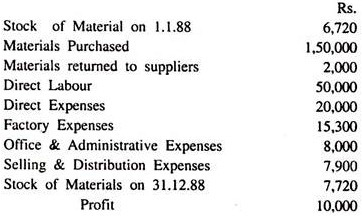 Rs.
Stock of Material on 1.1.88 6,720
Materials Purchased 1,50,000
Materials returned to suppliers 2,000
Direct Labour 50,000
Direct Expenses 20,000
Factory Expenses 15,300
Office & Administrative Expenses 8,000
Selling & Distribution Expenses 7,900
Stock of Materials on 31.12.88 7,720
Profit 10,000